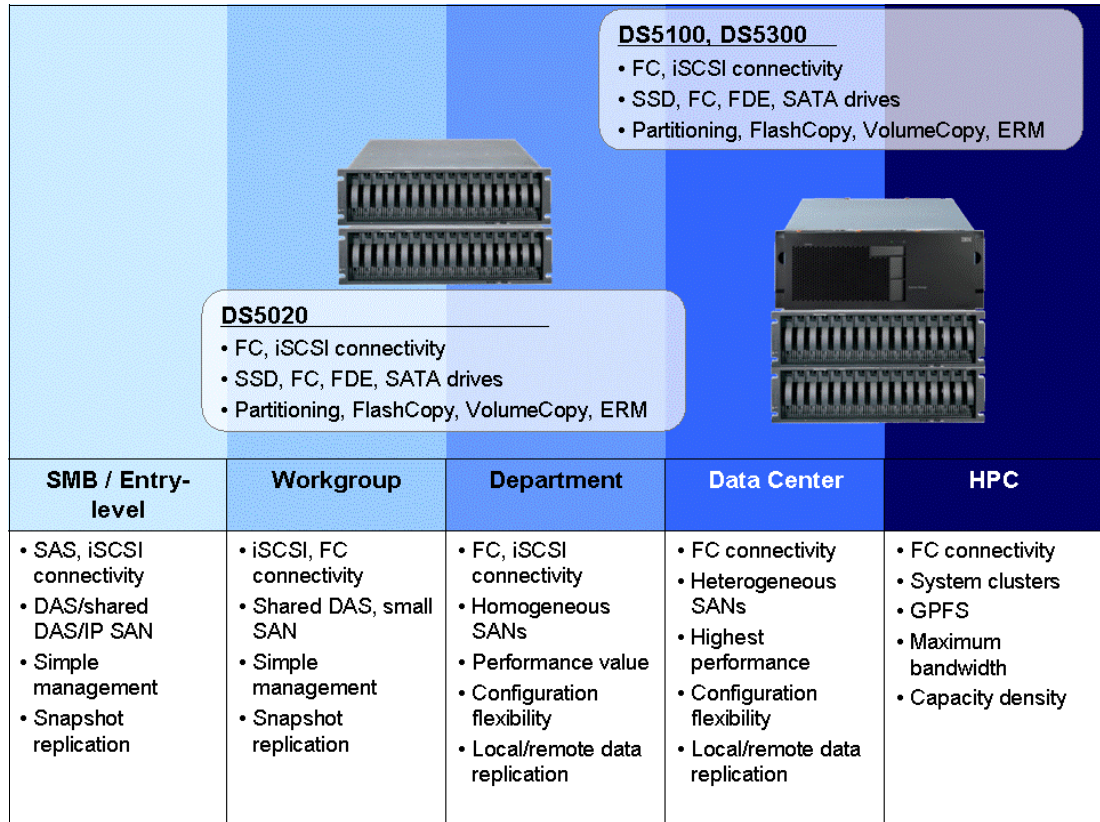 DS5100, DS5300
• FC, iSCSI connectivity
• SSD, FC, FDE, SATA drives
• Partitioning, FlashCopy, VolumeCopy, ERM
IBM
DS5020
• FC, iSCSI connectivity
• SSD, FC, FDE, SATA drives
• Partitioning, FlashCopy, VolumeCopy, ERM
SMB / Entry-
level
• SAS, iSCSI
connectivity
• DAS/shared
DAS/IP SAN
• Simple
management
• Snapshot
replication
Workgroup
• iSCSI, FC
connectivity
• Shared DAS, small
SAN
• Simple
management
• Snapshot
replication
Department
• FC, iSCSI
connectivity
• Homogeneous
SANs
• Performance value
• Configuration
flexibility
• Local/remote data
replication
Data Center
• FC connectivity
• Heterogeneous
SANs
• Highest
performance
• Configuration
flexibility
• Local/remote data
replication
HPC
• FC connectivity
• System clusters
• GPFS
• Maximum
bandwidth
• Capacity density